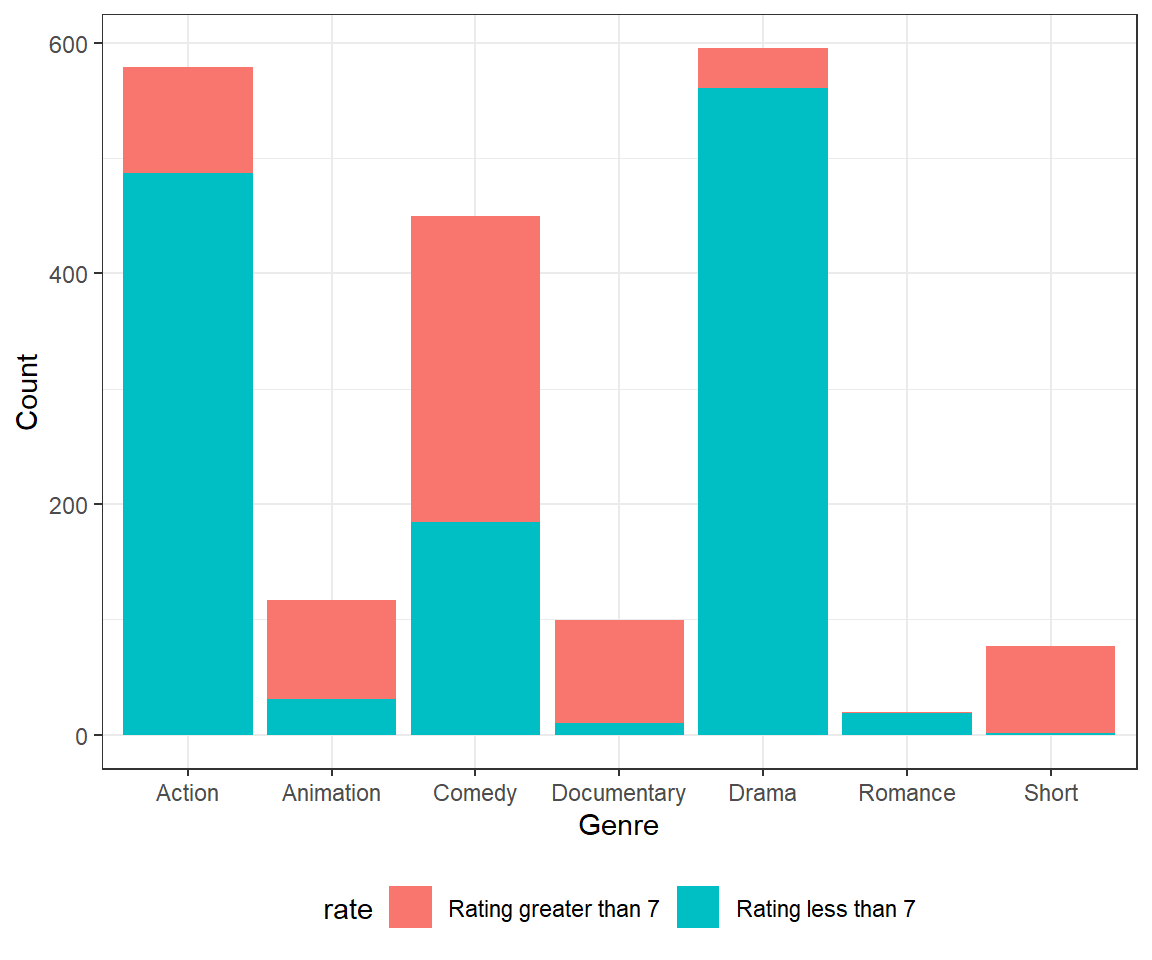 600
400
200
0
Count
Action Animation Comedy Documentary Drama Romance Short
Genre
rate Rating greater than 7 Rating less than 7